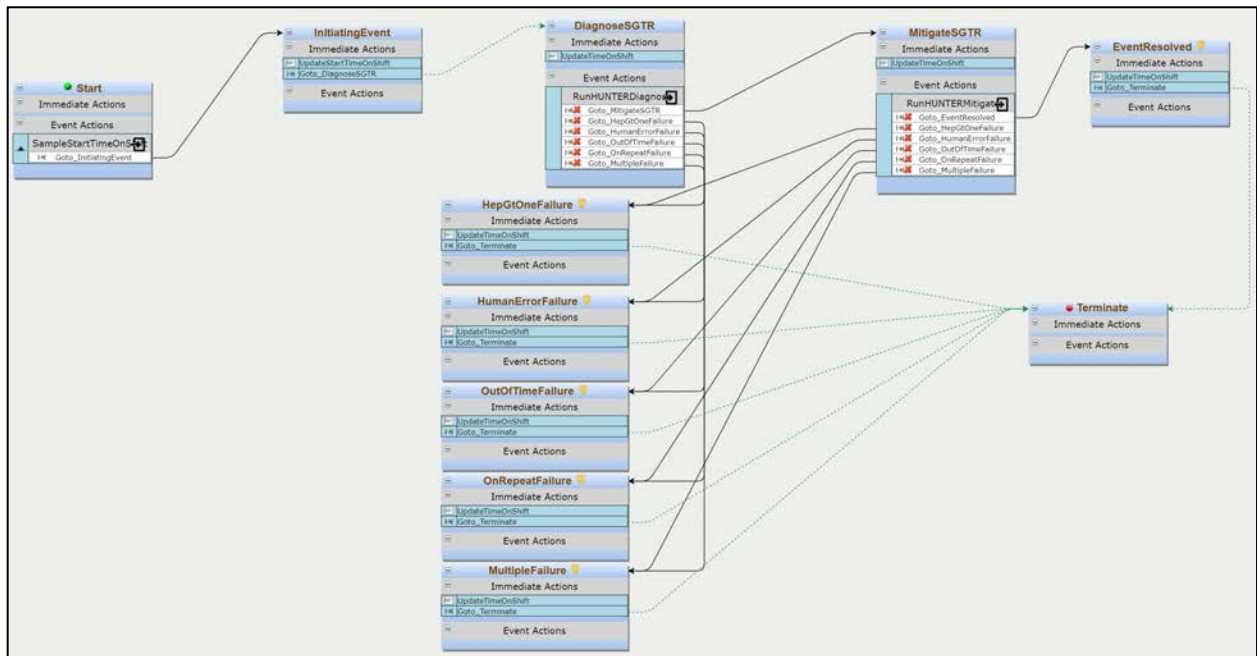 Start
Immediate Actions
Event Actions
Goto_InitiatingEvent
InitiatingEvent
Immediate Actions
UpdateStartTimeOnShift
Goto_DiagnoseSGTR
Event Actions
DiagnoseSGTR
Immediate Actions
UpdateTimeOnShift
Event Actions
Goto_MitigateSGTR
Goto_HepGtOneFailure
Goto_HumanErrorFailure
Goto_OutOfTimeFailure
Goto_OnRepeatFailure
Goto_MultipleFailure
MitigateSGTR
Immediate Actions
UpdateTimeOnShift
Event Actions
RunHUNTERMitigate
Goto_EventResolved
Goto_HepGtOneFailure
Goto_HumanErrorFailure
Goto_OutOfTimeFailure
Goto_OnRepeatFailure
Goto_MultipleFailure
EventResolved
Immediate Actions
UpdateTimeOnShift
Goto_Terminate
Event Actions
HepGtOneFailure
Immediate Actions
UpdateTimeOnShift
Goto_Terminate
Event Actions
HumanErrorFailure
Immediate Actions
UpdateTimeOnShift
Goto_Terminate
Event Actions
OutOfTimeFailure
Immediate Actions
UpdateTimeOnShift
Goto_Terminate
Event Actions
OnRepeatFailure
Immediate Actions
UpdateTimeOnShift
Goto_Terminate
Event Actions
MultipleFailure
Immediate Actions
UpdateTimeOnShift
Goto_Terminate
Event Actions
Terminate
Immediate Actions
Event Actions